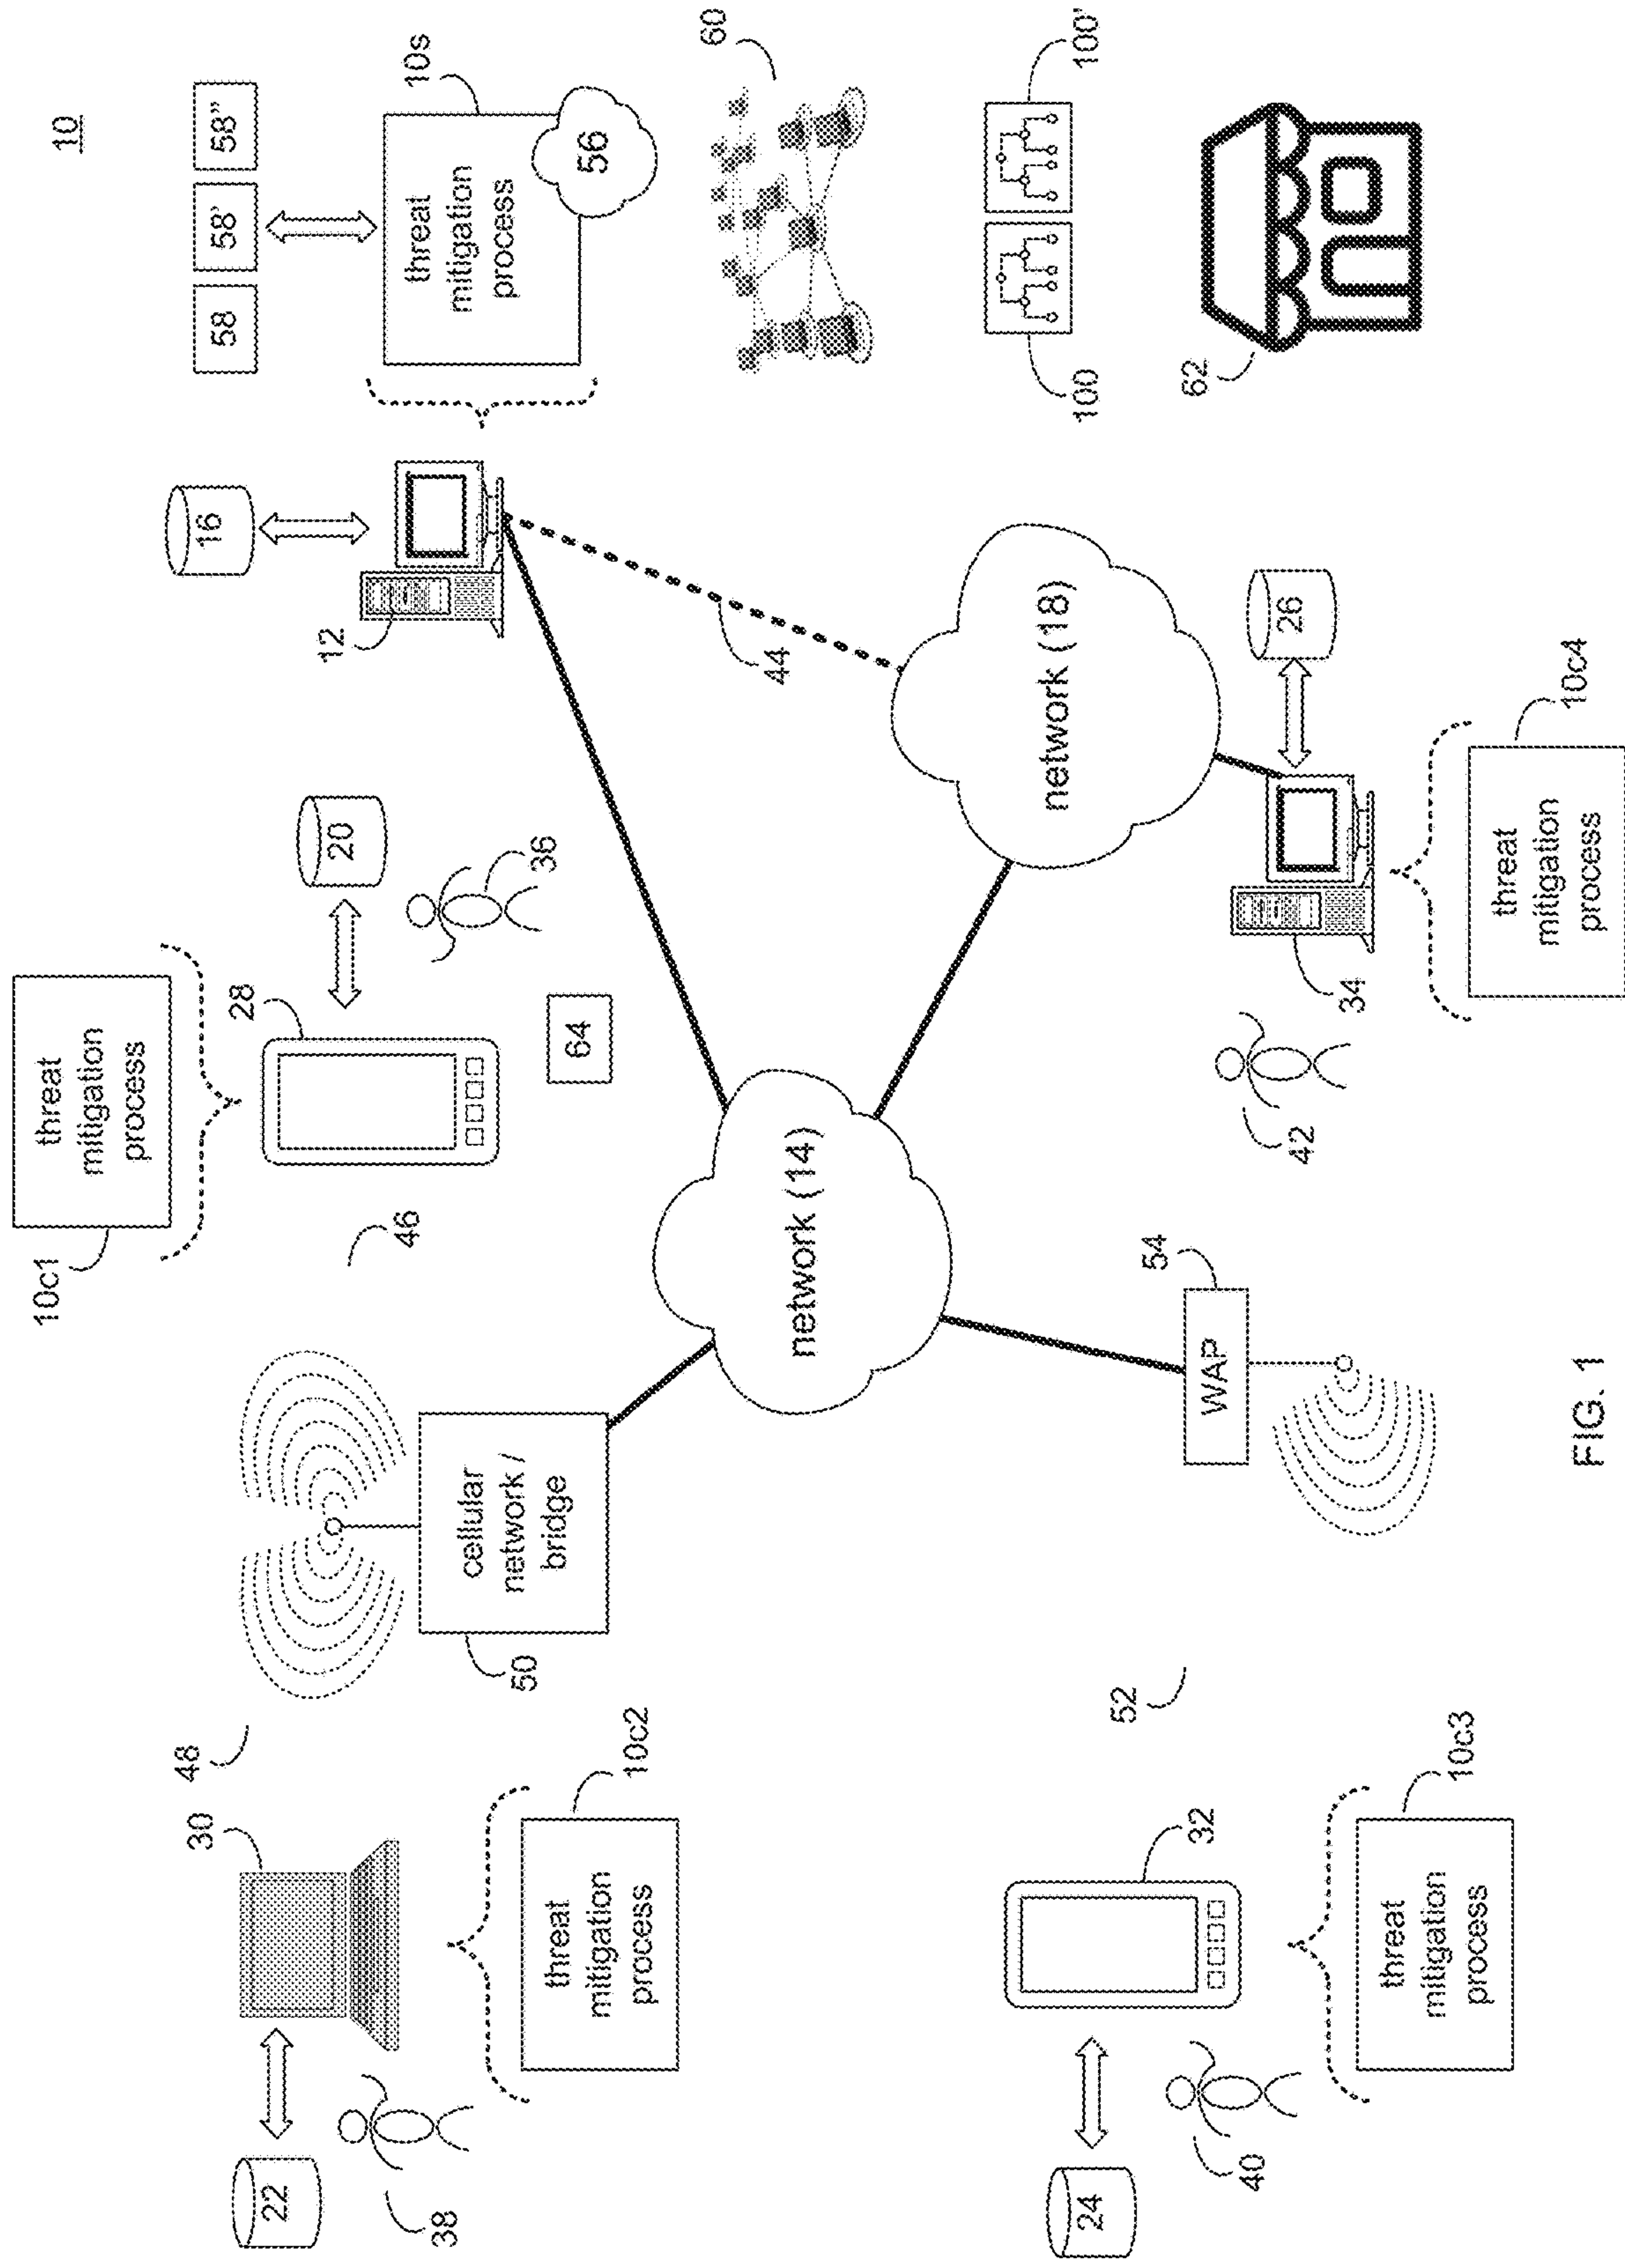 10
48
30
22
38
threat
mitigation
process
10c2
cellular
network /
bridge
50
10c1
threat
mitigation
process
28
46
20
36
64
16
12
58
58'
58"
threat
mitigation
process
10s
56
60
44
network (14)
network (18)
100
100'
62
52
32
24
40
threat
mitigation
process
10c3
WAP
54
42
34
26
threat
mitigation
process
10c4
FIG. 1